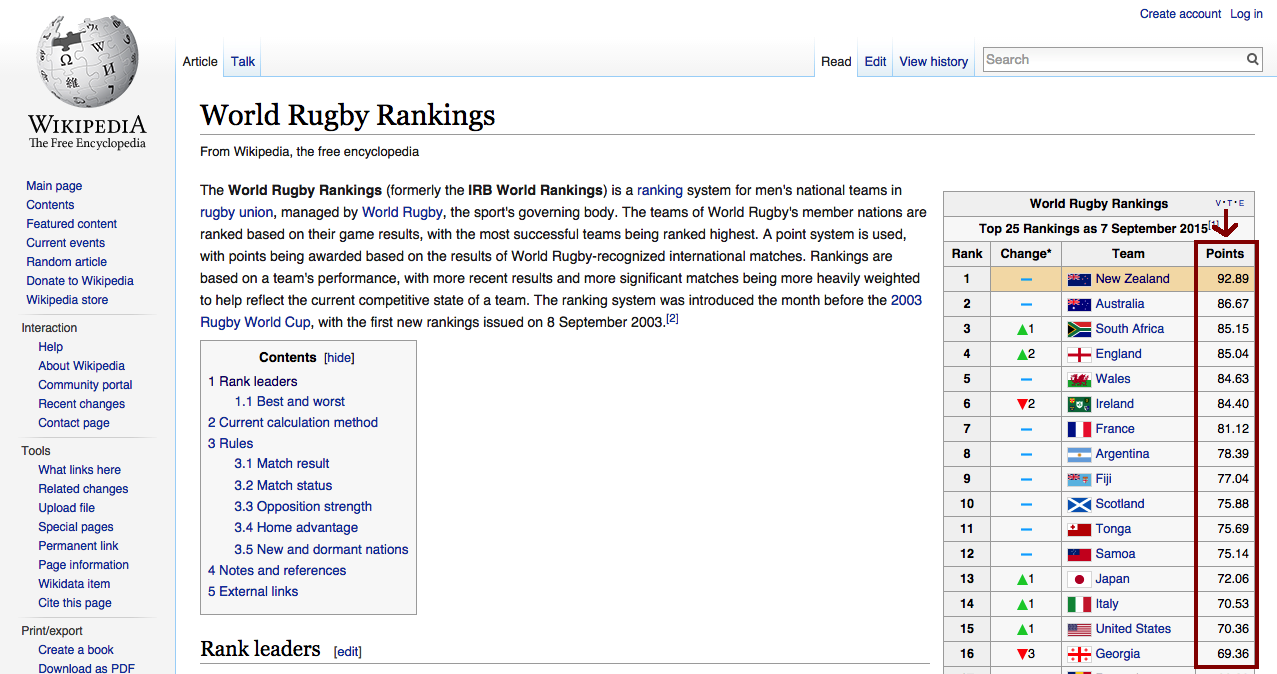 Create account Log in
Article Talk Read Edit View history Search
WIKIPEDIA
The Free Encyclopedia
Main page
Contents
Featured content
Current events
Random article
Donate to Wikipedia
Wikipedia store
Interaction
Help
About Wikipedia
Community portal
Recent changes
Contact page
Tools
What links here
Related changes
Upload file
Special pages
Permanent link
Page information
Wikidata item
Cite this page
Print/export
Create a book
Download as PDF
World Rugby Rankings
From Wikipedia, the free encyclopedia
The World Rugby Rankings (formerly the IRB World Rankings) is a ranking system for men's national teams in
rugby union, managed by World Rugby, the sport's governing body. The teams of World Rugby's member nations are
ranked based on their game results, with the most successful teams being ranked highest. A point system is used,
with points being awarded based on the results of World Rugby-recognized international matches. Rankings are
based on a team's performance, with more recent results and more significant matches being more heavily weighted
to help reflect the current competitive state of a team. The ranking system was introduced the month before the 2003
Rugby World Cup, with the first new rankings issued on 8 September 2003.[2]
Contents [hide]
1 Rank leaders
1.1 Best and worst
2 Current calculation method
3 Rules
3.1 Match result
3.2 Match status
3.3 Opposition strength
3.4 Home advantage
3.5 New and dormant nations
4 Notes and references
5 External links
Rank leaders [edit]
World Rugby Rankings V·T·E
Top 25 Rankings as 7 September 2015[1]
Rank Change* Team Points
1 – New Zealand 92.89
2 – Australia 86.67
3 ▲1 South Africa 85.15
4 ▲2 England 85.04
5 – Wales 84.63
6 ▼2 Ireland 84.40
7 – France 81.12
8 – Argentina 78.39
9 – Fiji 77.04
10 – Scotland 75.88
11 – Tonga 75.69
12 – Samoa 75.14
13 ▲1 Japan 72.06
14 ▲1 Italy 70.53
15 ▲1 United States 70.36
16 ▼3 Georgia 69.36